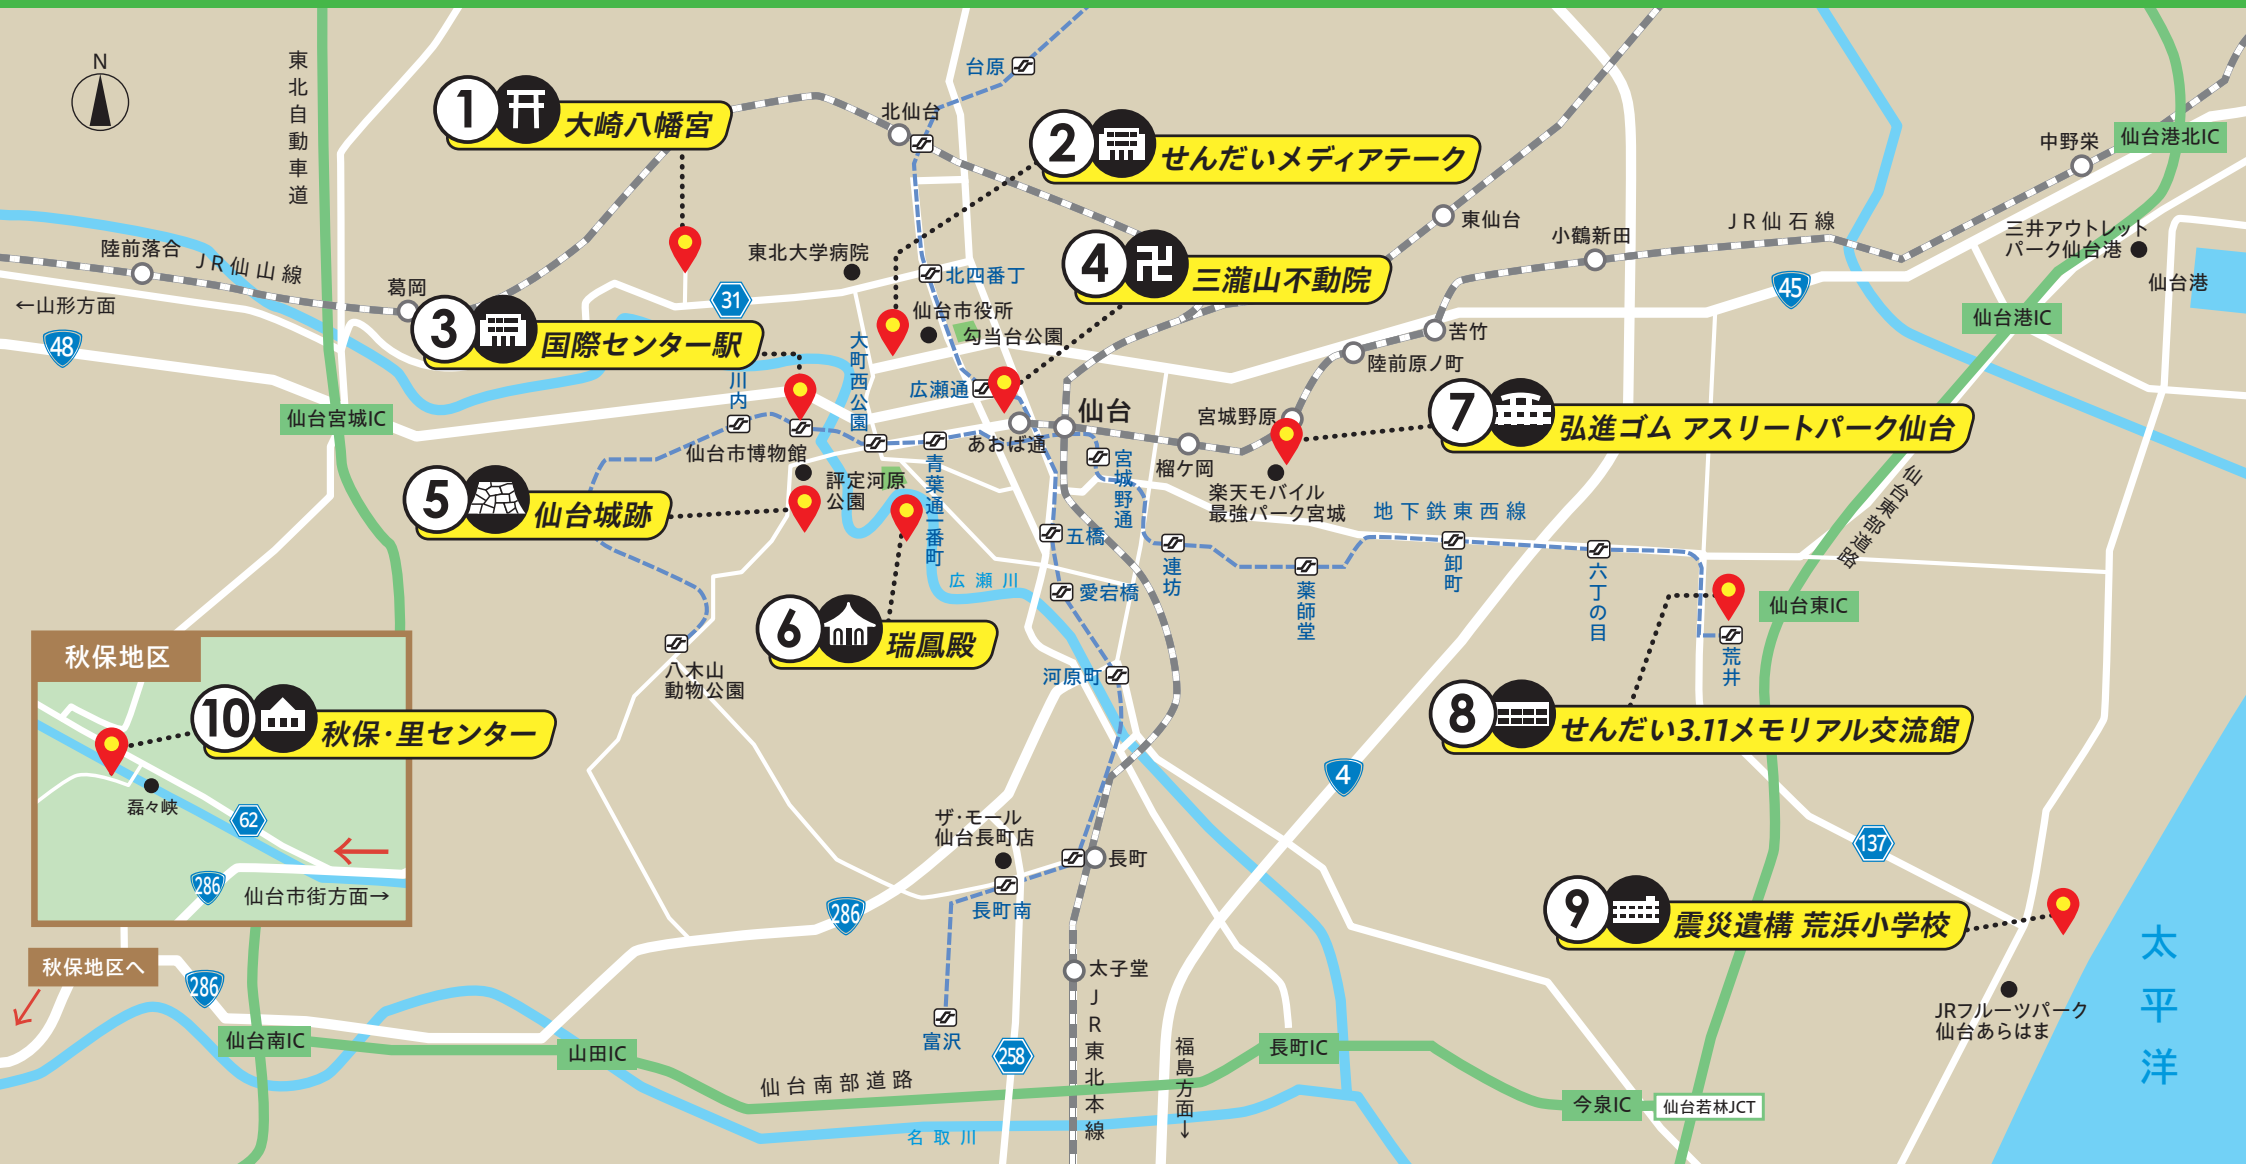 N
東北自動車道
1 大崎八幡宮
台原
北仙台
2 せんだいメディアテーク
中野栄
仙台港北IC
東仙台
小鶴新田
JR仙石線
三井アウトレット
パーク仙台港
仙台港
陸前落合
JR仙山線
葛岡
←山形方面
48
東北大学病院
北四番丁
4 三瀧山不動院
31
45
仙台市役所
勾当台公園
仙台港IC
3 国際センター駅
大町西公園
苦竹
陸前原ノ町
川内
広瀬通
仙台
仙台宮城IC
宮城野原
7 弘進ゴム アスリートパーク仙台
あおば通
仙台市博物館
青葉通一番町
宮城野通
榴ケ岡
評定河原
公園
楽天モバイル
最強パーク宮城
地下鉄東西線
仙台東部道路
5 仙台城跡
五橋
連坊
薬師堂
卸町
六丁の目
広瀬川
愛宕橋
仙台東IC
6 瑞鳳殿
荒井
秋保地区
八木山
動物公園
河原町
10 秋保・里センター
8 せんだい3.11メモリアル交流館
磊々峡
62
4
ザ・モール
仙台長町店
137
長町
286
仙台市街方面→
長町南
286
9 震災遺構 荒浜小学校
太平洋
秋保地区へ
286
太子堂
JR東北本線
JRフルーツパーク
仙台あらはま
仙台南IC
山田IC
富沢
258
福島方面→
長町IC
仙台南部道路
今泉IC
仙台若林JCT
名取川